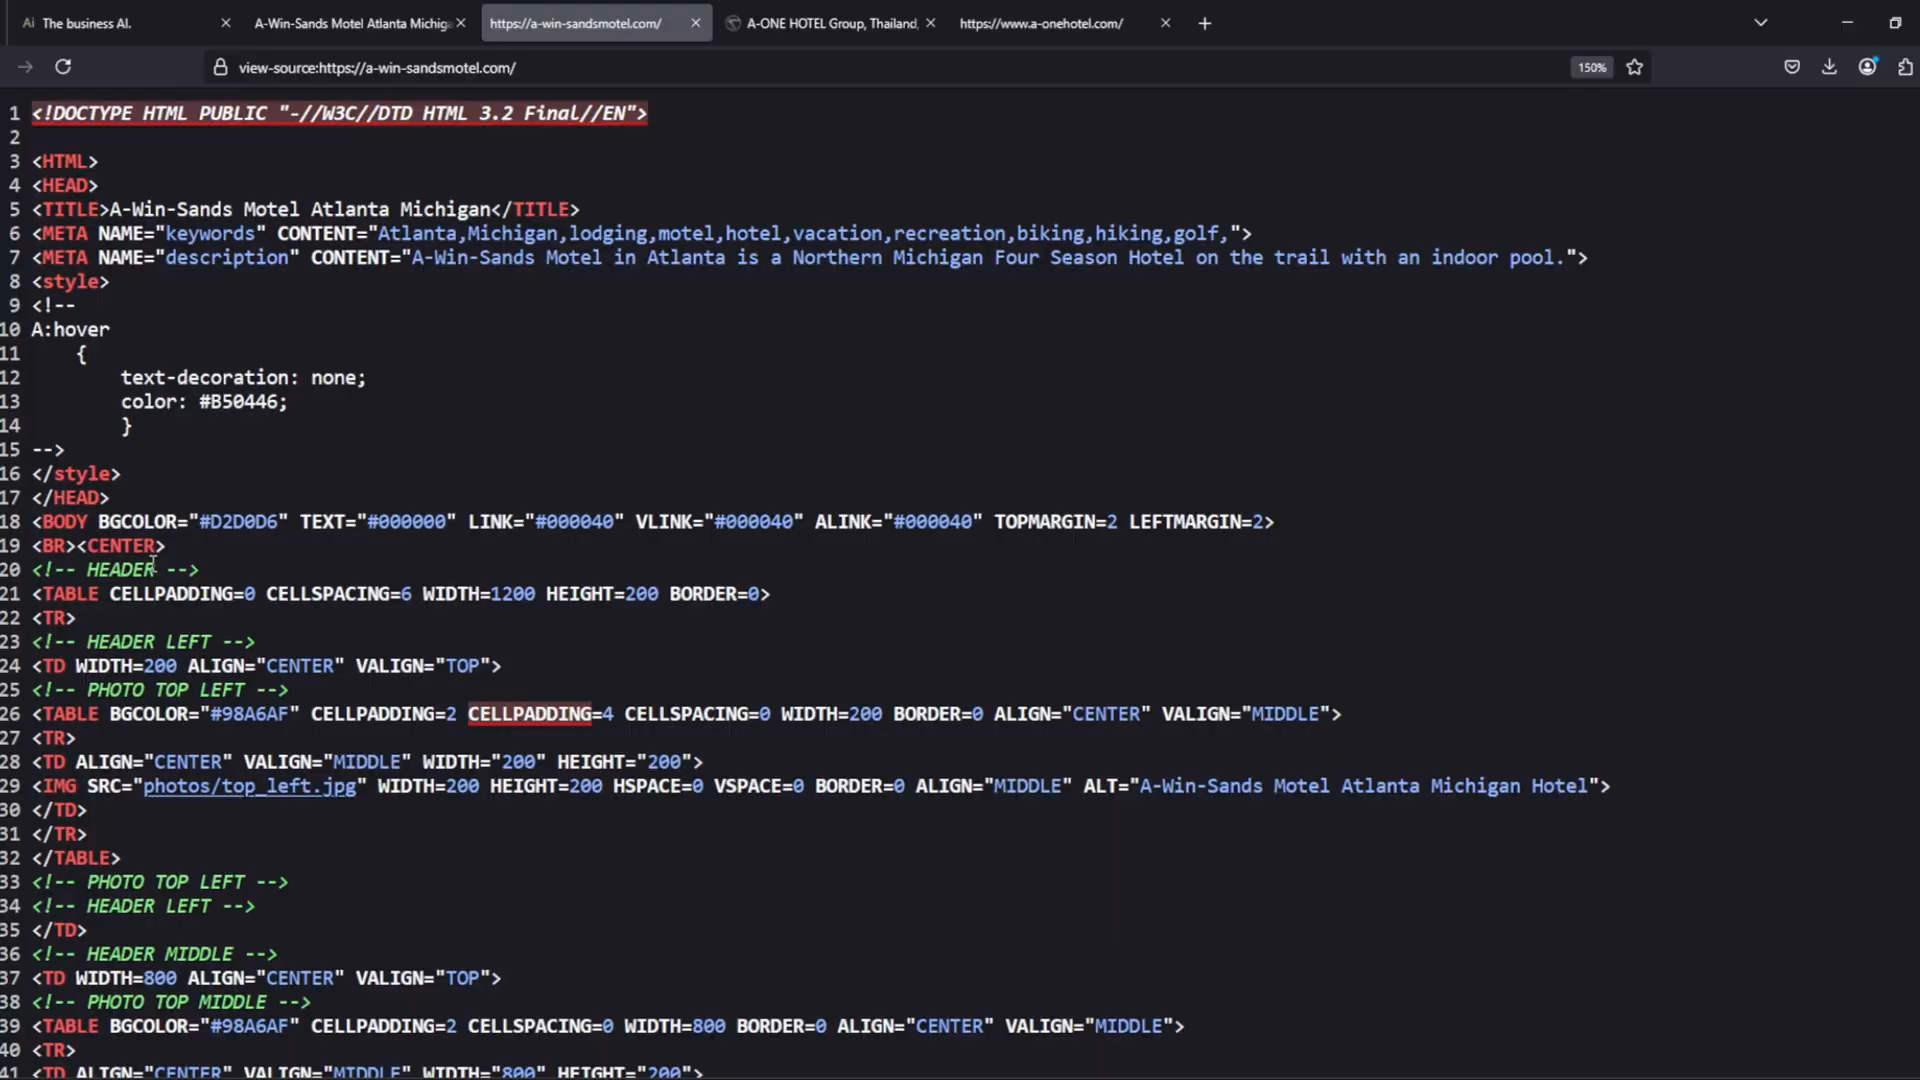 The business AI.
A-Win-Sands Motel Atlanta Michig
https://a-win-sandsmotel.com/
A-ONE HOTEL Group, Thailand,
https://www.a-onehotel.com/
view-source:https://a-win-sandsmotel.com/
150%
1 <!DOCTYPE HTML PUBLIC "-//W3C//DTD HTML 3.2 Final//EN">
2
3 <HTML>
4 <HEAD>
5 <TITLE>A-Win-Sands Motel Atlanta Michigan</TITLE>
6 <META NAME="keywords" CONTENT="Atlanta,Michigan,lodging,motel,hotel,vacation,recreation,biking,hiking,golf,">
7 <META NAME="description" CONTENT="A-Win-Sands Motel in Atlanta is a Northern Michigan Four Season Hotel on the trail with an indoor pool.">
8 <style>
9 <!--
10 A:hover
11 {
12 text-decoration: none;
13 color: #B50446;
14 }
15 -->
16 </style>
17 </HEAD>
18 <BODY BGCOLOR="#D2D0D6" TEXT="#000000" LINK="#000040" VLINK="#000040" ALINK="#000040" TOPMARGIN=2 LEFTMARGIN=2>
19 <BR><CENTER>
20 <!-- HEADER -->
21 <TABLE CELLPADDING=0 CELLSPACING=6 WIDTH=1200 HEIGHT=200 BORDER=0>
22 <TR>
23 <!-- HEADER LEFT -->
24 <TD WIDTH=200 ALIGN="CENTER" VALIGN="TOP">
25 <!-- PHOTO TOP LEFT -->
26 <TABLE BGCOLOR="#98A6AF" CELLPADDING=2 CELLPADDING=4 CELLSPACING=0 WIDTH=200 BORDER=0 ALIGN="CENTER" VALIGN="MIDDLE">
27 <TR>
28 <TD ALIGN="CENTER" VALIGN="MIDDLE" WIDTH="200" HEIGHT="200">
29 <IMG SRC="photos/top_left.jpg" WIDTH=200 HEIGHT=200 HSPACE=0 VSPACE=0 BORDER=0 ALIGN="MIDDLE" ALT="A-Win-Sands Motel Atlanta Michigan Hotel">
30 </TD>
31 </TR>
32 </TABLE>
33 <!-- PHOTO TOP LEFT -->
34 <!-- HEADER LEFT -->
35 </TD>
36 <!-- HEADER MIDDLE -->
37 <TD WIDTH=800 ALIGN="CENTER" VALIGN="TOP">
38 <!-- PHOTO TOP MIDDLE -->
39 <TABLE BGCOLOR="#98A6AF" CELLPADDING=2 CELLSPACING=0 WIDTH=800 BORDER=0 ALIGN="CENTER" VALIGN="MIDDLE">
40 <TR>
41 <TD ALIGN="CENTER" VALIGN="MIDDLE" WIDTH="800" HEIGHT="200">